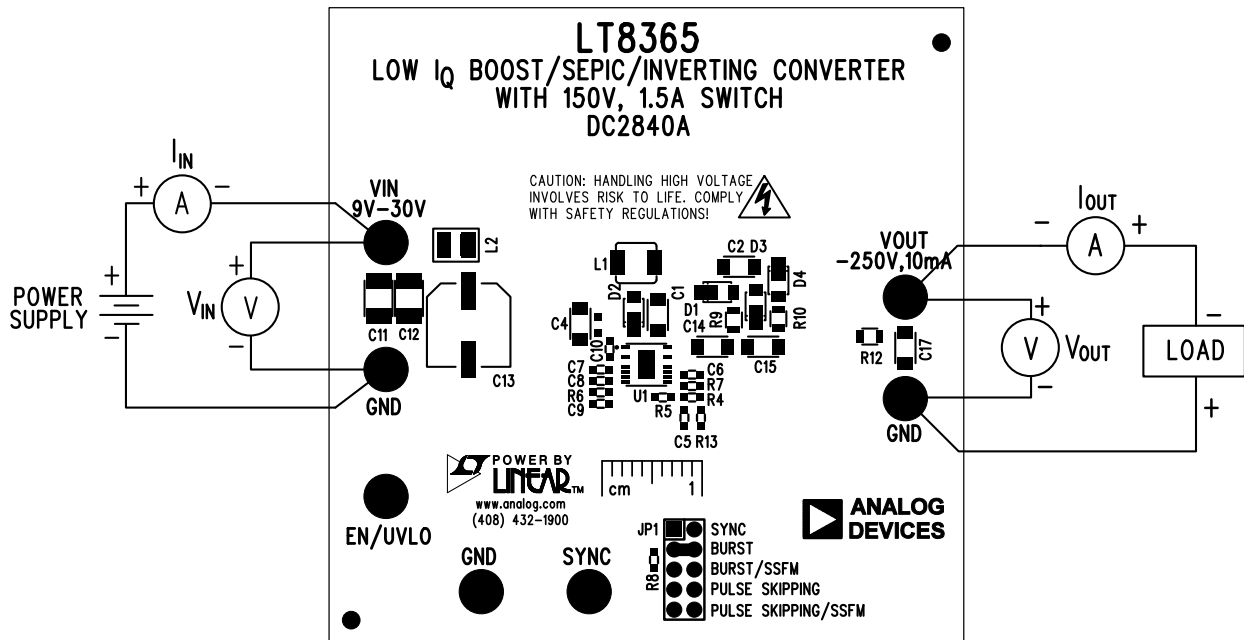 LT8365
LOW IQ BOOST/SEPIC/INVERTING CONVERTER
WITH 150V, 1.5A SWITCH
DC2840A
CAUTION: HANDLING HIGH VOLTAGE
INVOLVES RISK TO LIFE. COMPLY
WITH SAFETY REGULATIONS!
IIN
+ A −
VIN
9V−30V
+
V
−
VIN
+
−
POWER
SUPPLY
GND
L2
C11
C12
C13
L1
D2
C1
C2
D3
D4
D1
C14
R9
R10
C4
C10
C7
C8
R6
C9
U1
R5
C6
R7
R4
C15
C5
R13
VOUT
-250V,10mA
R12
C17
GND
IOUT
− A +
+
V
−
VOUT
−
LOAD
+
EN/UVLO
POWER BY
LINEAR™
www.analog.com
(408) 432-1900
cm 1
ANALOG
DEVICES
GND
SYNC
JP1
R8
SYNC
BURST
BURST/SSFM
PULSE SKIPPING
PULSE SKIPPING/SSFM